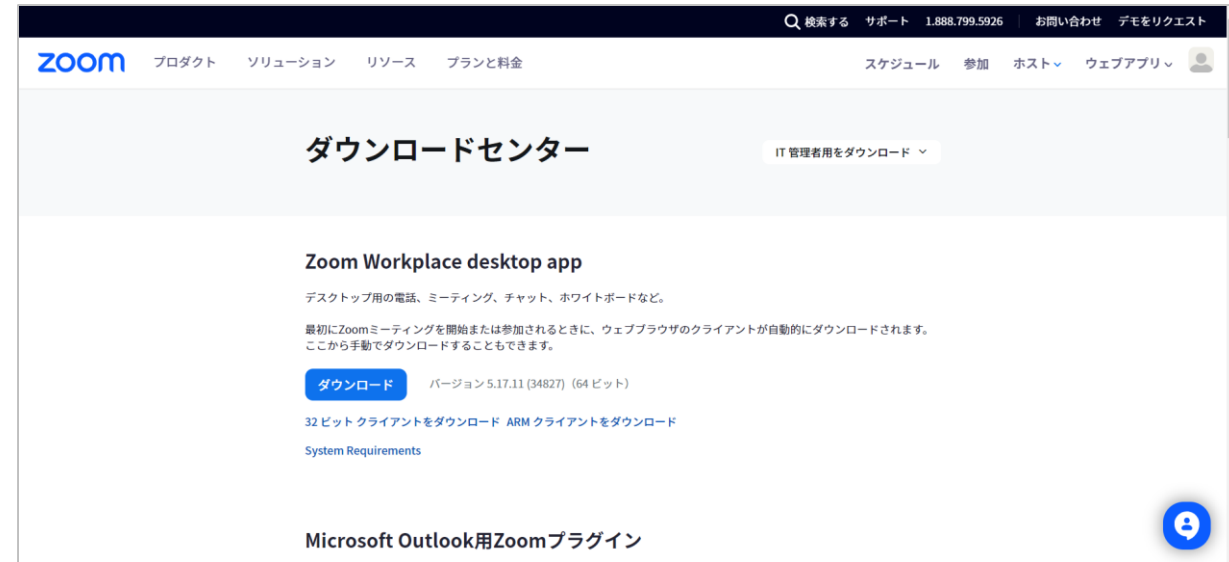 検索する サポート 1.888.799.5926 お問い合わせ デモをリクエスト
zoom プロダクト ソリューション リソース プランと料金 スケジュール 参加 ホスト ウェブアプリ
ダウンロードセンター
IT 管理者用をダウンロード
Zoom Workplace desktop app
デスクトップ用の電話、ミーティング、チャット、ホワイトボードなど。
最初にZoomミーティングを開始または参加されるときに、ウェブブラウザのクライアントが自動的にダウンロードされます。
ここから手動でダウンロードすることもできます。
ダウンロード バージョン 5.17.11 (34827)（64 ビット）
32 ビット クライアントをダウンロード ARM クライアントをダウンロード
System Requirements
Microsoft Outlook用Zoomプラグイン